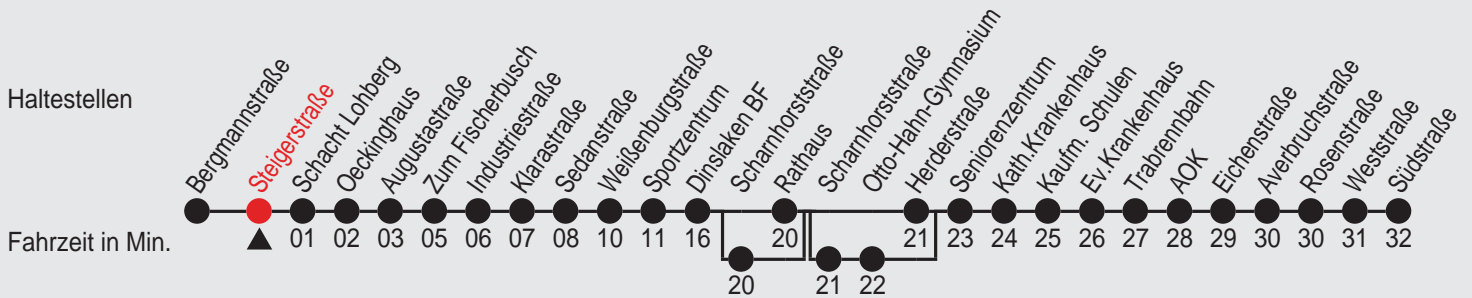 Haltestellen
Bergmannstraße
Steigerstraße
Schacht Lohberg
Oeckinghaus
Augustastraße
Zum Fischerbusch
Industriestraße
Klarastraße
Sedanstraße
Weißenburgstraße
Sportzentrum
Dinslaken BF
Scharnhorststraße
Rathaus
Scharnhorststraße
Otto-Hahn-Gymnasium
Herderstraße
Seniorenzentrum
Kath.Krankenhaus
Kaufm. Schulen
Ev.Krankenhaus
Trabrennbahn
AOK
Eichenstraße
Averbruchstraße
Rosenstraße
Weststraße
Südstraße
Fahrzeit in Min. 01 02 03 05 06 07 08 10 11 16 20 21 23 24 25 26 27 28 29 30 30 31 32
20 21 22